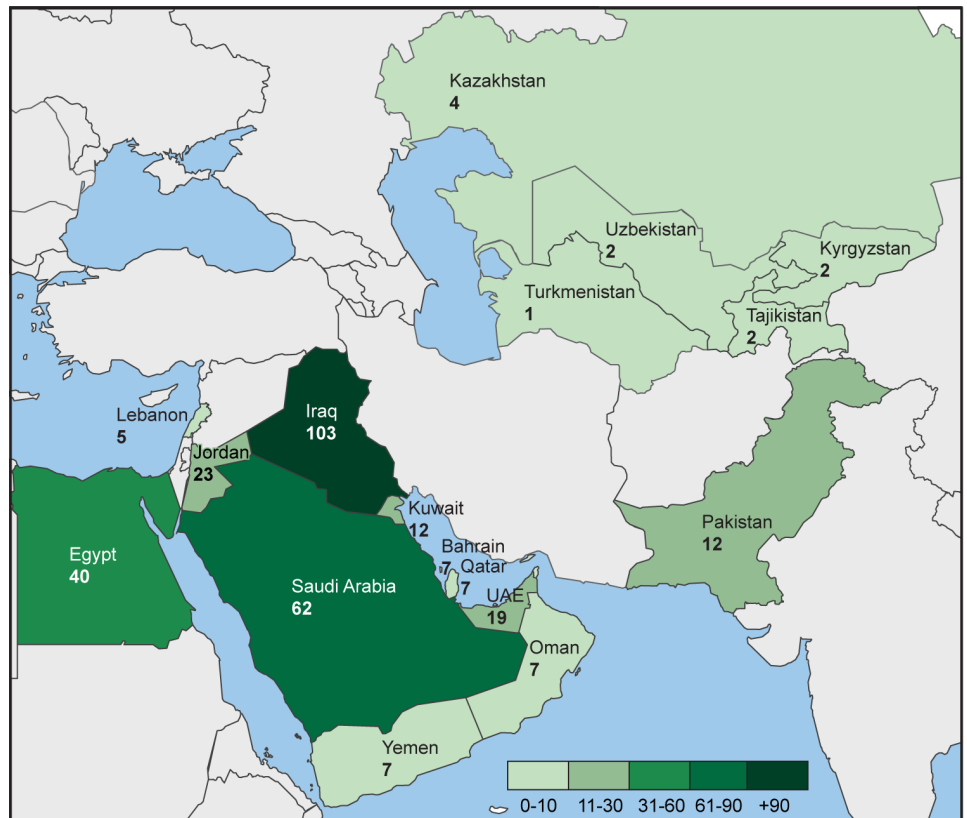 Kazakhstan
4
Uzbekistan
2
Kyrgyzstan
2
Turkmenistan
1
Tajikistan
2
Lebanon
5
Iraq
103
Jordan
23
Kuwait
12
Pakistan
12
Bahrain
7
Qatar
7
Egypt
40
Saudi Arabia
62
UAE
19
Oman
7
Yemen
7
0-10
11-30
31-60
61-90
+90